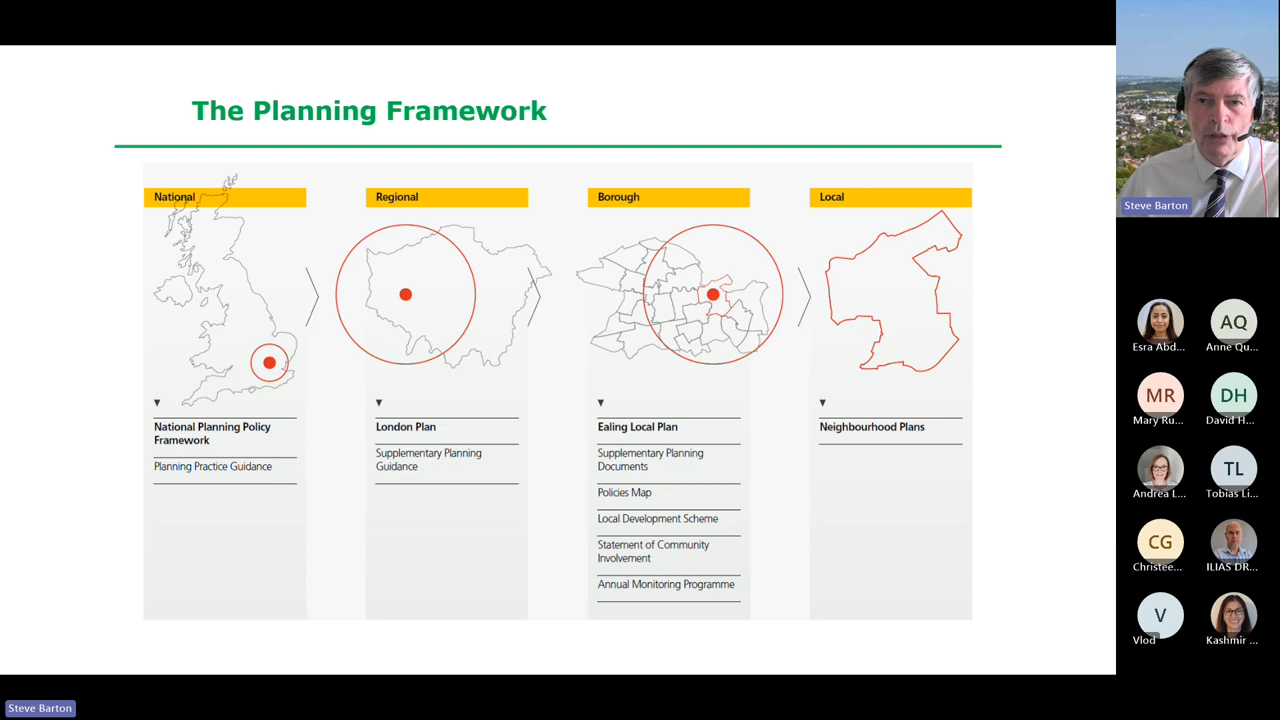 The Planning Framework
National
Regional
Borough
Local
▼
▼
▼
▼
National Planning Policy
Framework
Planning Practice Guidance
London Plan
Supplementary Planning
Guidance
Ealing Local Plan
Supplementary Planning
Documents
Policies Map
Local Development Scheme
Statement of Community
Involvement
Annual Monitoring Programme
Neighbourhood Plans
Steve Barton
Esra Abd...
AQ
Anne Qu...
MR
Mary Ru...
DH
David H...
Andrea L...
TL
Tobias Li...
CG
Christee...
ILIAS DR...
V
Vlod
Kashmir ...
Steve Barton